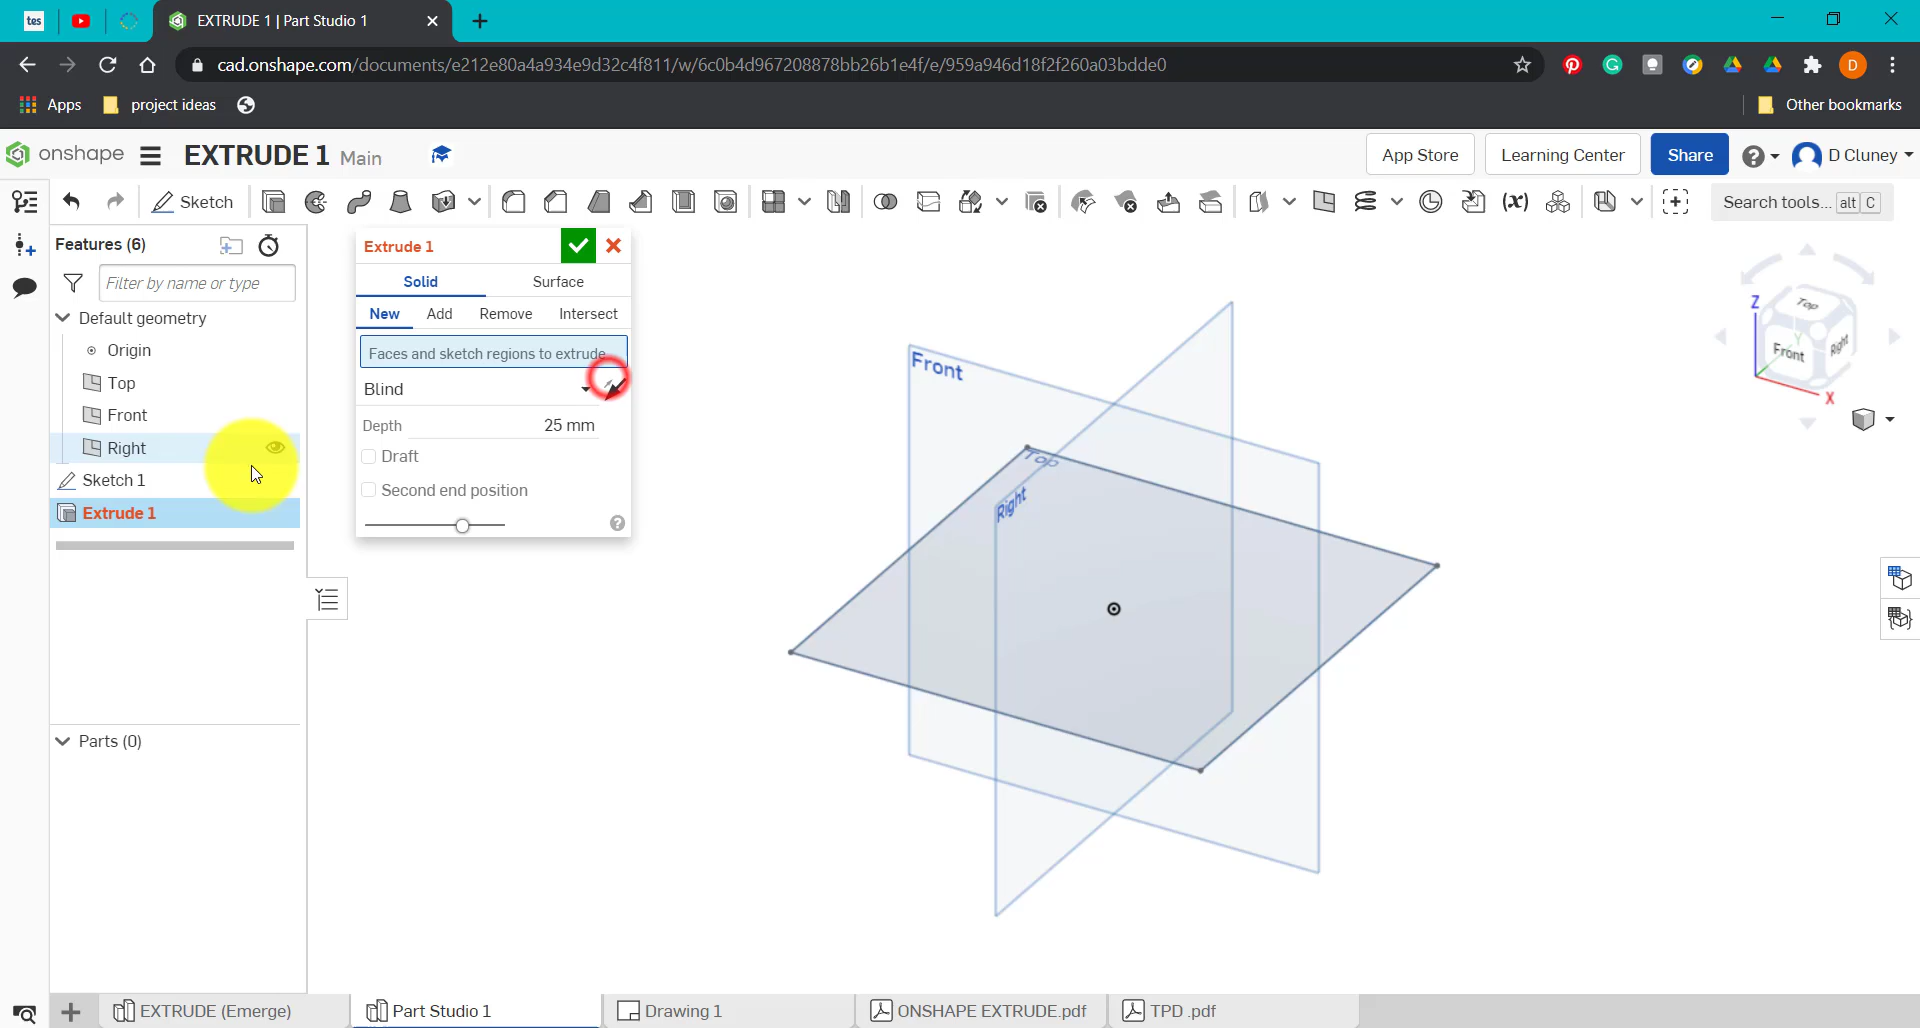 tes
EXTRUDE 1 | Part Studio 1
cad.onshape.com/documents/e212e80a4a934e9d32c4f811/w/6c0b4d967208878bb26b1e4f/e/959a946d18f2f260a03bdde0
D
Apps
project ideas
Other bookmarks
onshape
EXTRUDE 1 Main
App Store
Learning Center
Share
D Cluney
Sketch
(x)
Search tools... alt C
Features (6)
Filter by name or type
Default geometry
Origin
Top
Front
Right
Sketch 1
Extrude 1
Parts (0)
Extrude 1
Solid
Surface
New
Add
Remove
Intersect
Faces and sketch regions to extrude
Blind
Depth
25 mm
Draft
Second end position
Front
Top
Right
Z
Top
Y
Front
Right
X
EXTRUDE (Emerge)
Part Studio 1
Drawing 1
ONSHAPE EXTRUDE.pdf
TPD .pdf